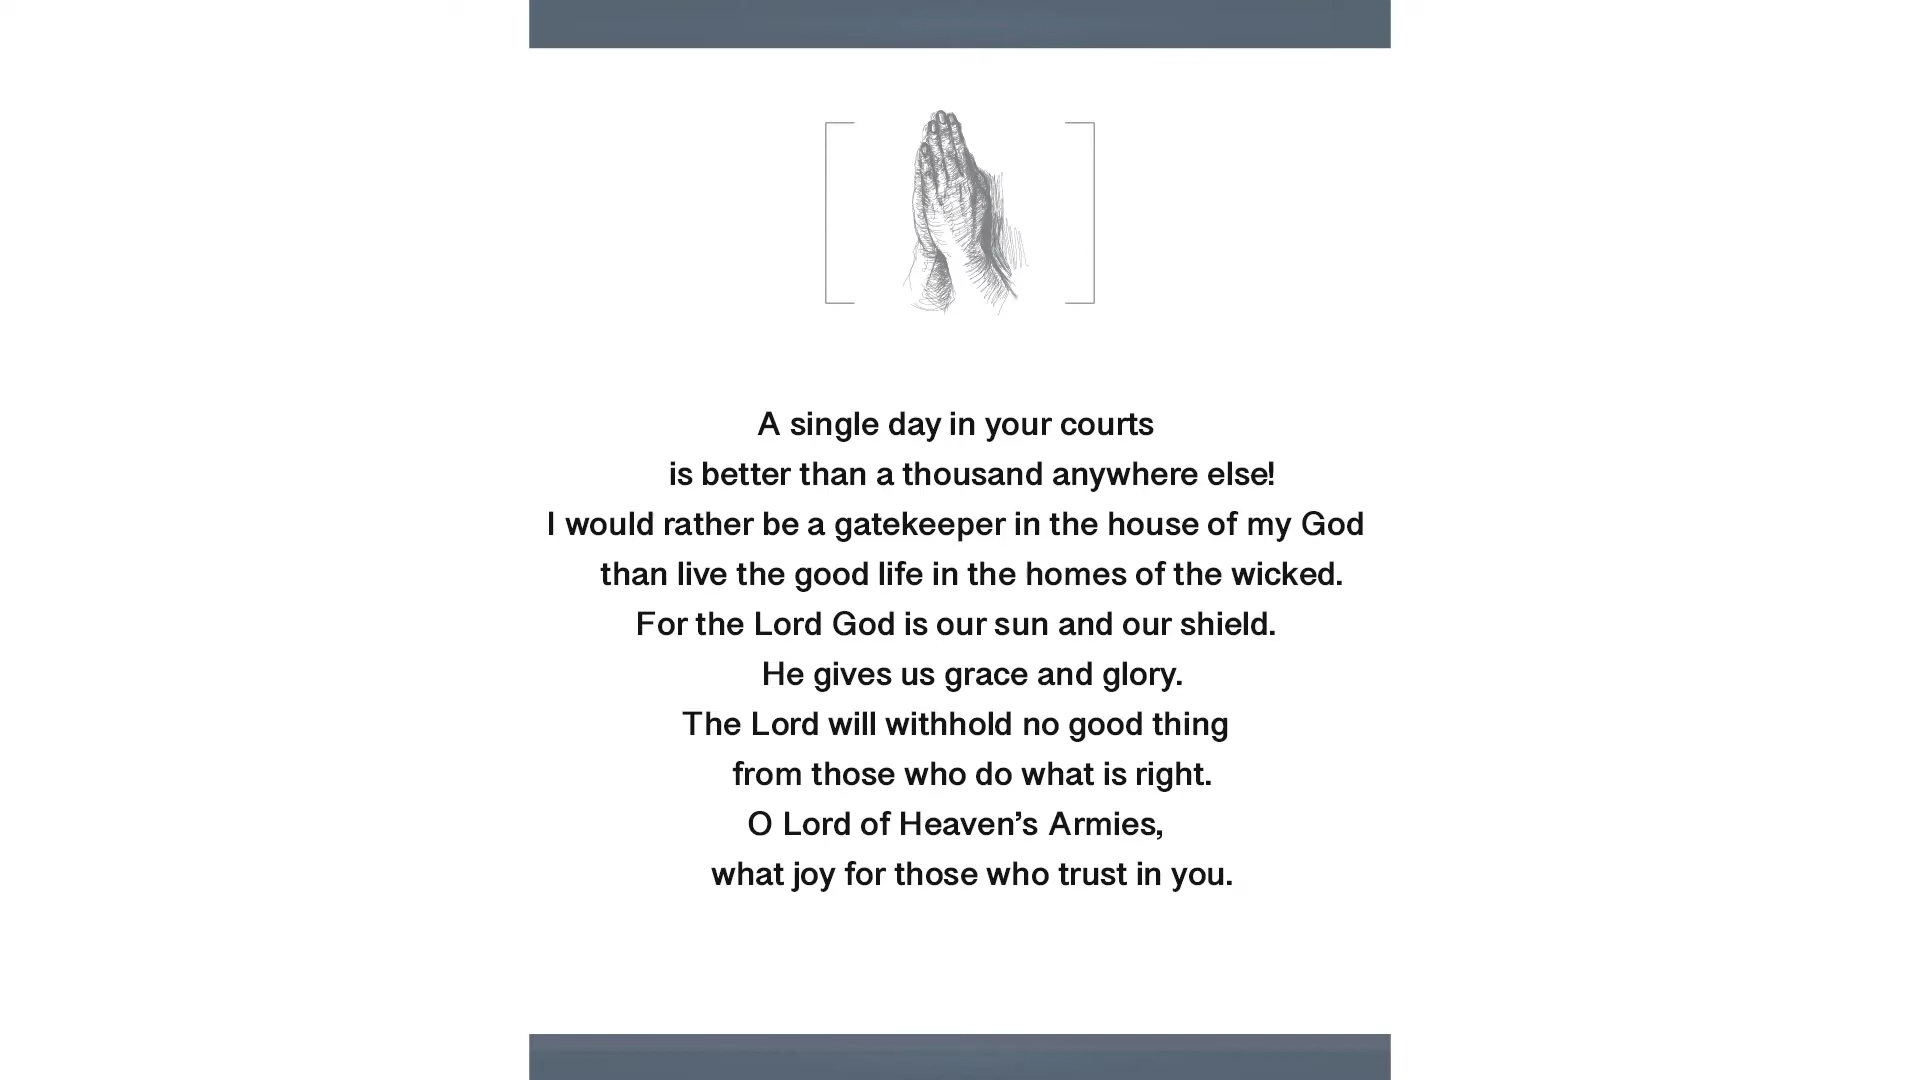 A single day in your courts
is better than a thousand anywhere else!
I would rather be a gatekeeper in the house of my God
than live the good life in the homes of the wicked.
For the Lord God is our sun and our shield.
He gives us grace and glory.
The Lord will withhold no good thing
from those who do what is right.
O Lord of Heaven’s Armies,
what joy for those who trust in you.